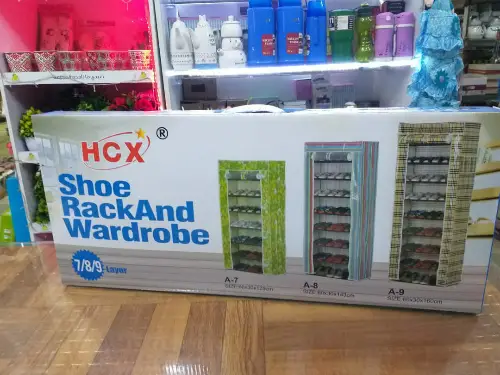 HCX ®
Shoe
RackAnd
Wardrobe
7/8/9 Layer
A-7
A-8
A-9